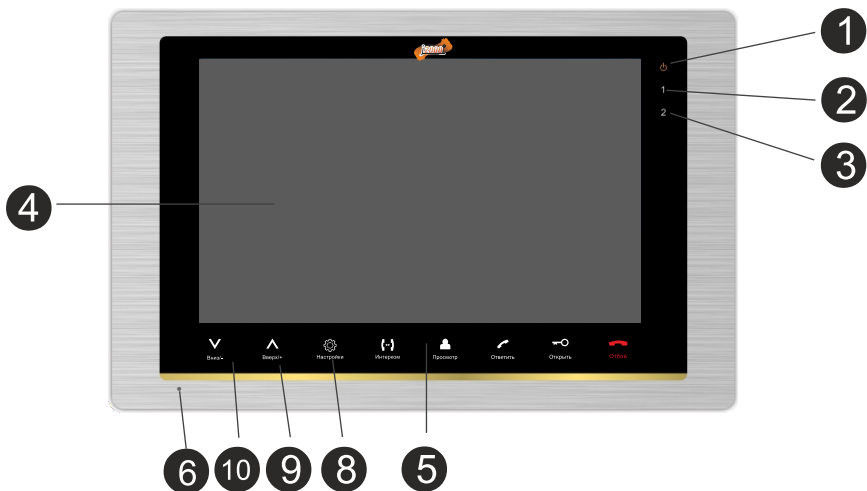 1
1
2
2
3
4
Вниз/-
Вверх/+
Настройки
Интерком
Просмотр
Ответить
Открыть
Отбой
6
10
9
8
5